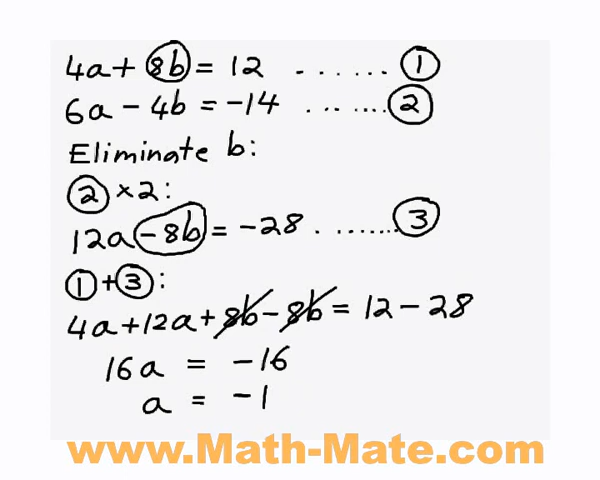 4a + 8b = 12 ....... ①
6a - 4b = -14 ....... ②
Eliminate b:
② × 2:
12a - 8b = -28 ....... ③
① + ③:
4a + 12a + 8b - 8b = 12 - 28
16a = -16
a = -1
www.Math-Mate.com